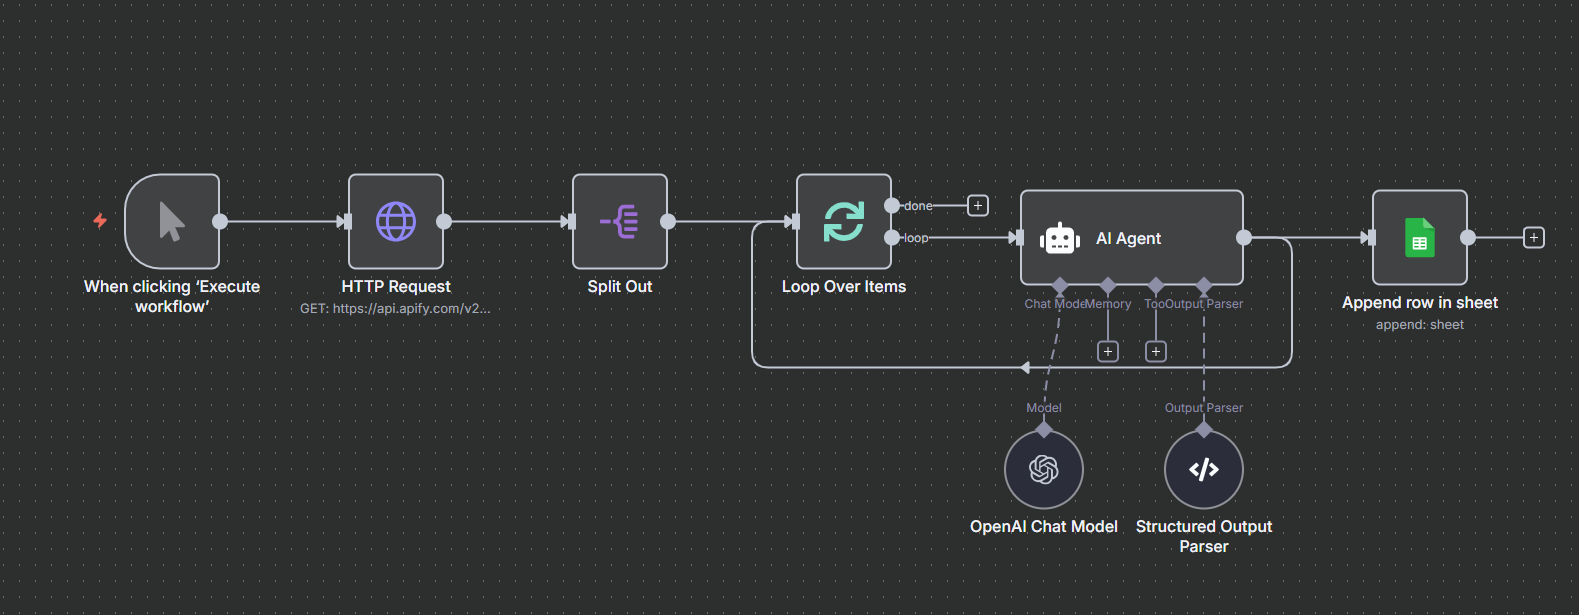 When clicking ‘Execute
workflow’
HTTP Request
GET: https://api.apify.com/v2...
Split Out
Loop Over Items
done
loop
AI Agent
Chat Mode
Memory
Too
Output Parser
Model
Output Parser
OpenAI Chat Model
Structured Output
Parser
Append row in sheet
append: sheet